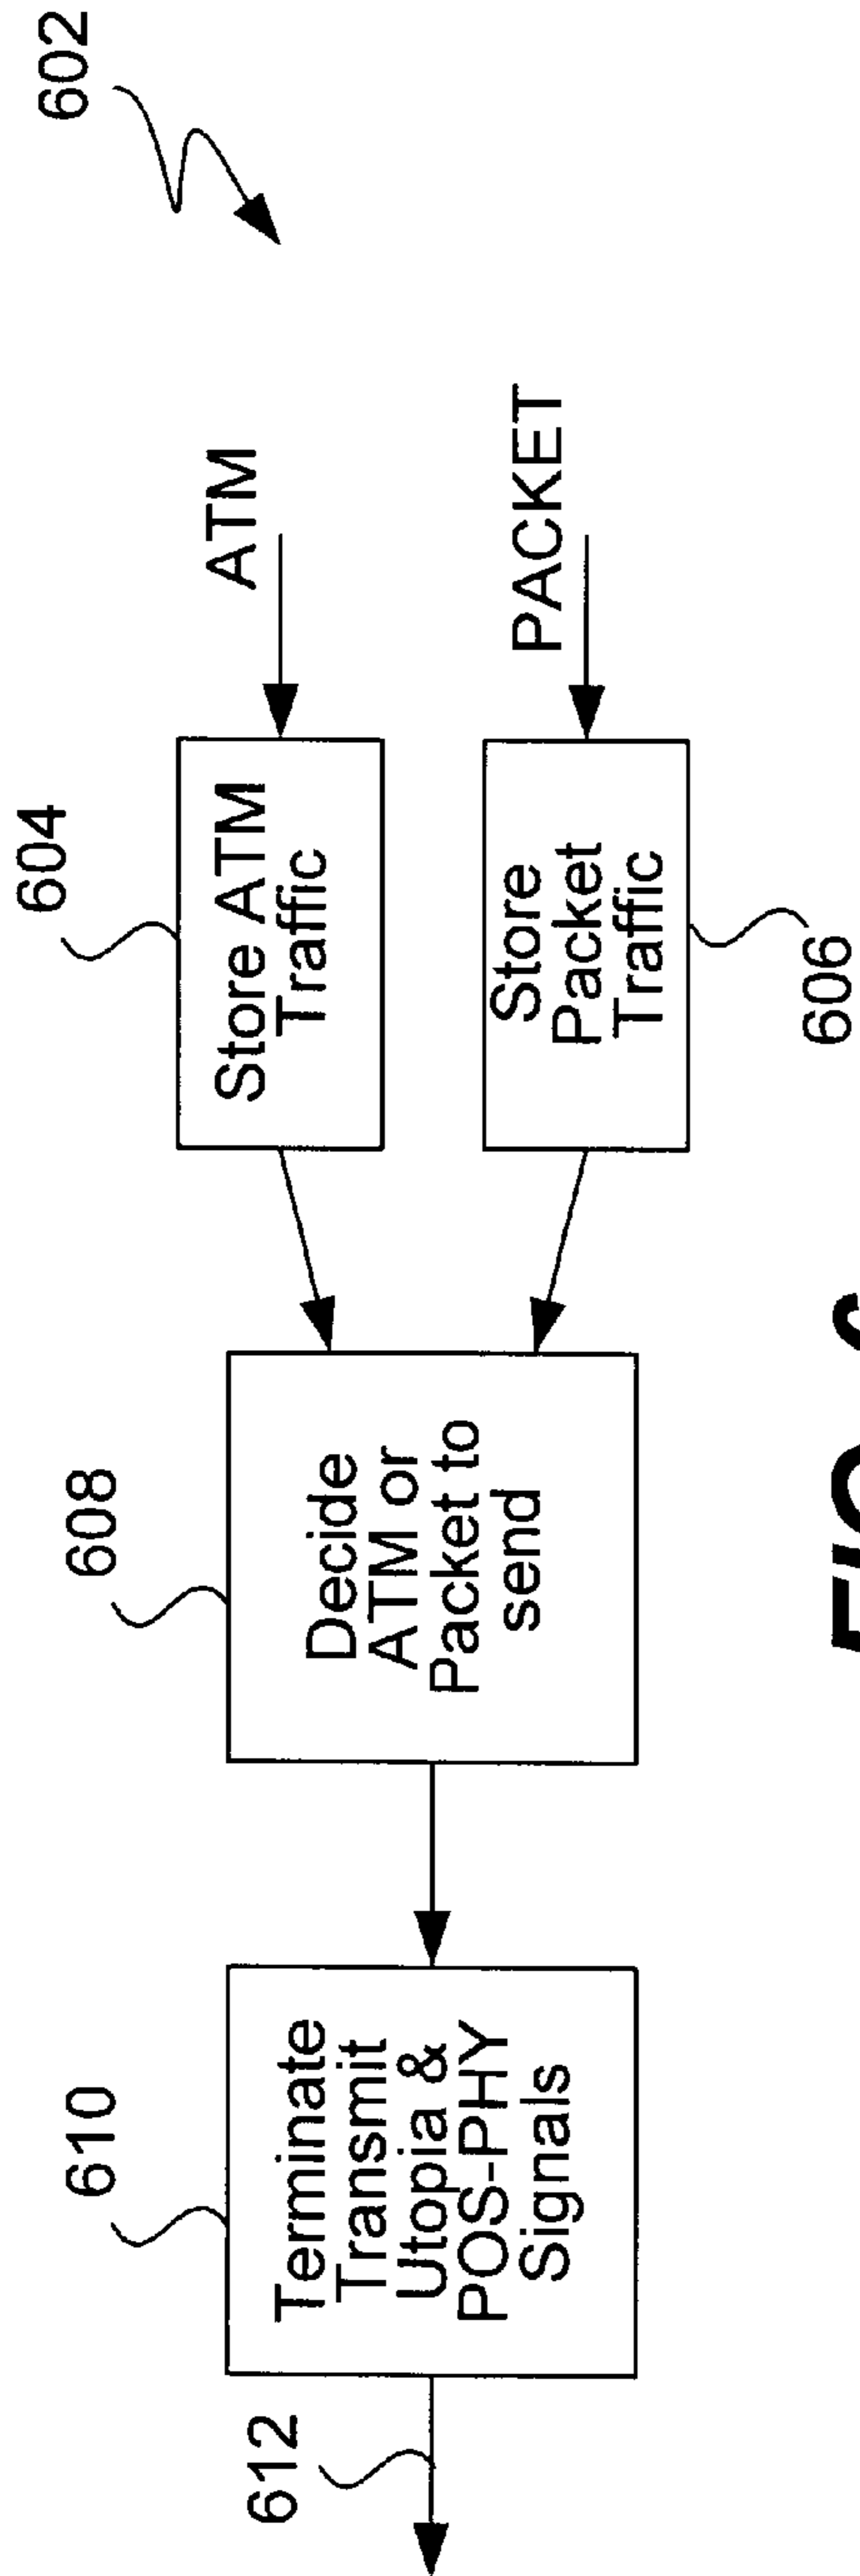 602
604
ATM
Store ATM
Traffic
PACKET
Store
Packet
Traffic
606
608
Decide
ATM or
Packet to
send
610
Terminate
Transmit
Utopia &
POS-PHY
Signals
612
FIG